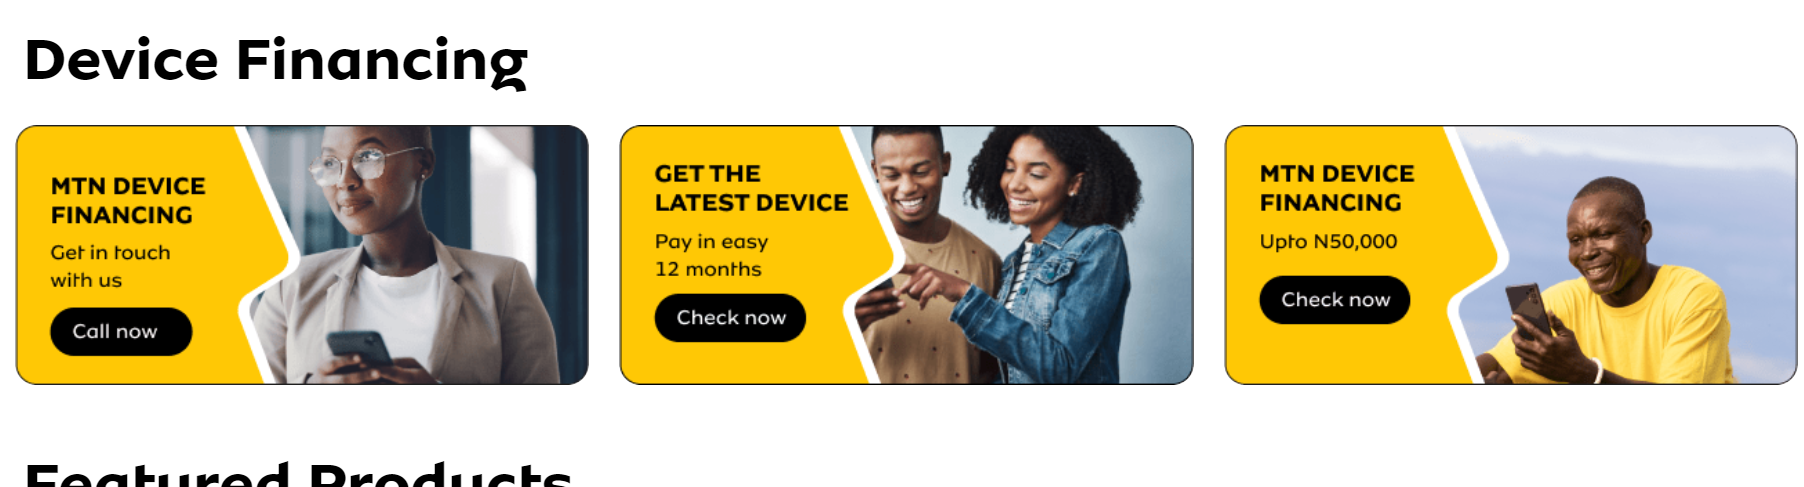 Device Financing
MTN DEVICE
FINANCING
Get in touch
with us
Call now
GET THE
LATEST DEVICE
Pay in easy
12 months
Check now
MTN DEVICE
FINANCING
Upto N50,000
Check now
Featured Products